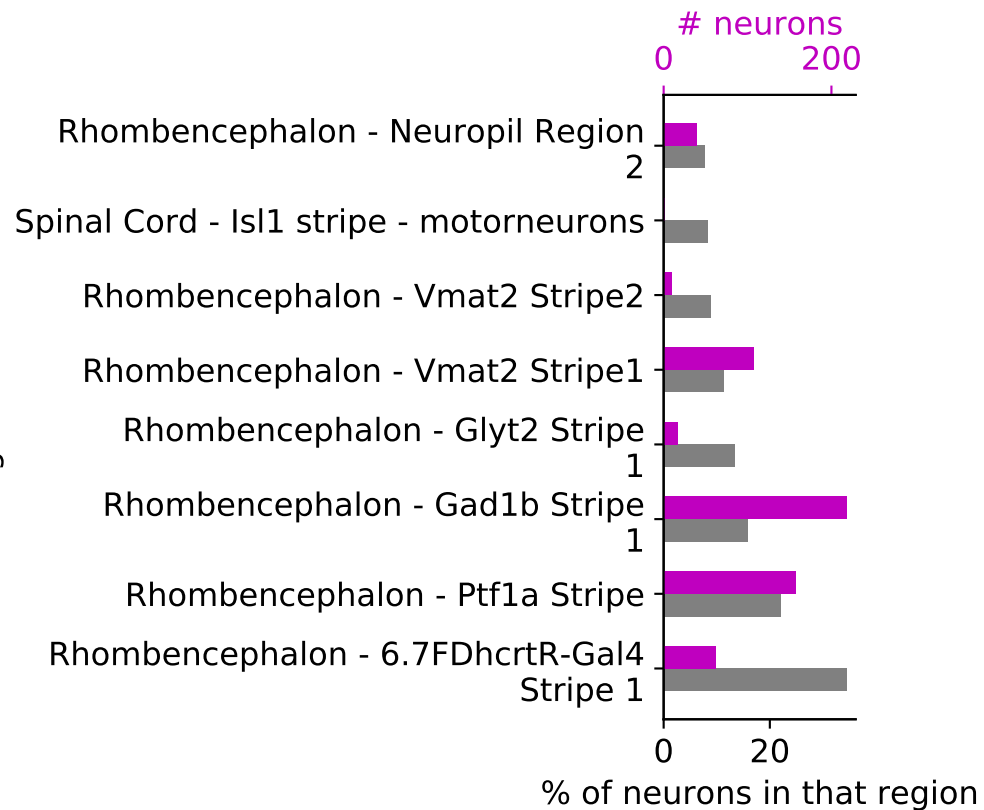 # neurons
0 200
Rhombencephalon - Neuropil Region
2
Spinal Cord - Isl1 stripe - motorneurons
Rhombencephalon - Vmat2 Stripe2
Rhombencephalon - Vmat2 Stripe1
Rhombencephalon - Glyt2 Stripe
1
Rhombencephalon - Gad1b Stripe
1
Rhombencephalon - Ptf1a Stripe
Rhombencephalon - 6.7FDhcrtR-Gal4
Stripe 1
0 20
% of neurons in that region